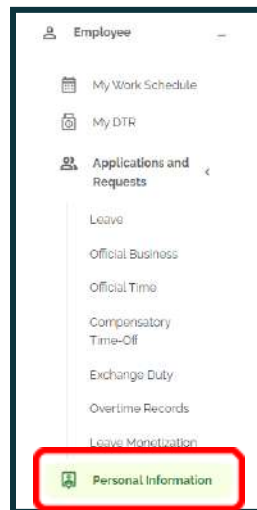 Employee
My Work Schedule
My DTR
Applications and
Requests
Leave
Official Business
Official Time
Compensatory
Time-Off
Exchange Duty
Overtime Records
Leave Monetization
Personal Information